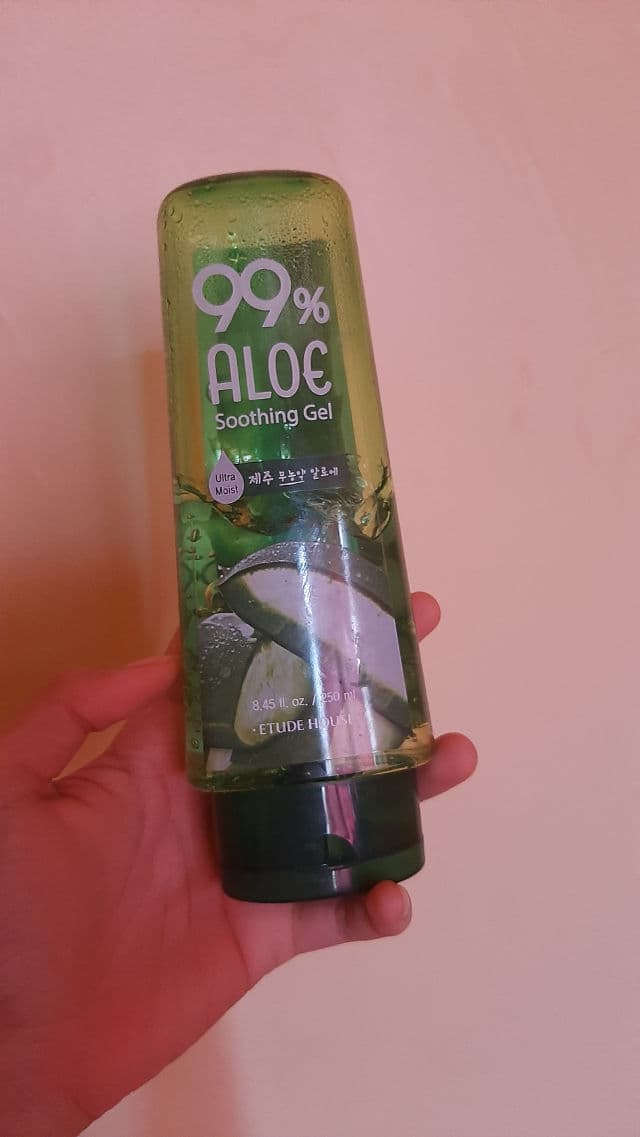 99%
ALOE
Soothing Gel
Ultra
Moist
제주 무농약 알로에
8.45 fl. oz. / 250 ml
·ETUDE HOUSE